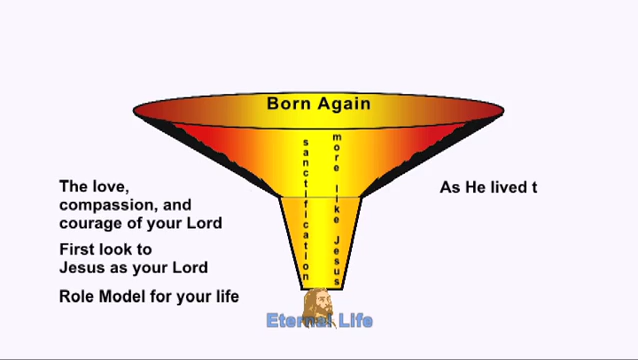 Born Again
sanctification
more like Jesus
The love,
compassion, and
courage of your Lord
First look to
Jesus as your Lord
Role Model for your life
As He lived t
Eternal Life